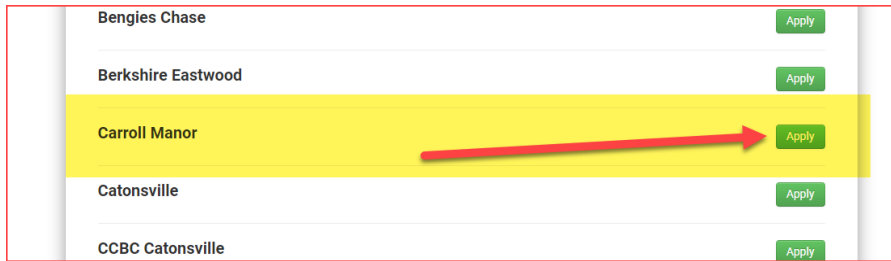 Bengies Chase Apply
Berkshire Eastwood Apply
Carroll Manor Apply
Catonsville Apply
CCBC Catonsville Apply